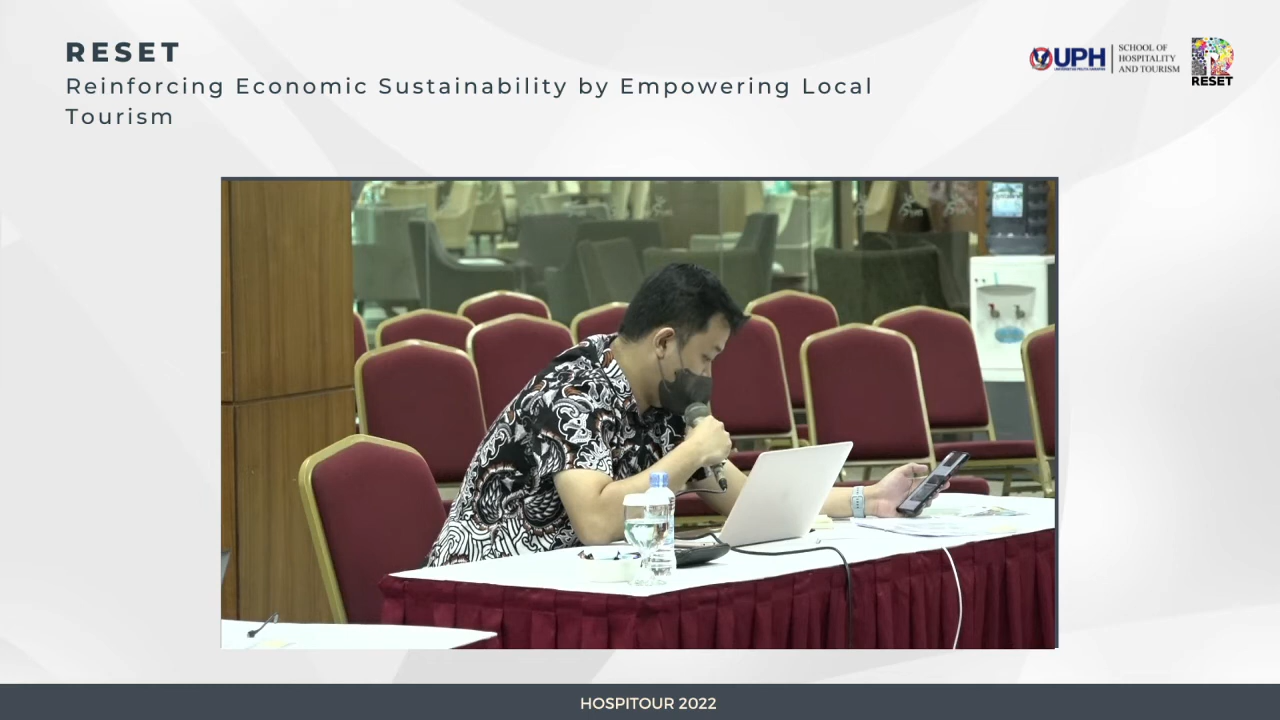 RESET
Reinforcing Economic Sustainability by Empowering Local
Tourism
UPH
SCHOOL OF
HOSPITALITY
AND TOURISM
RESET
HOSPITOUR 2022